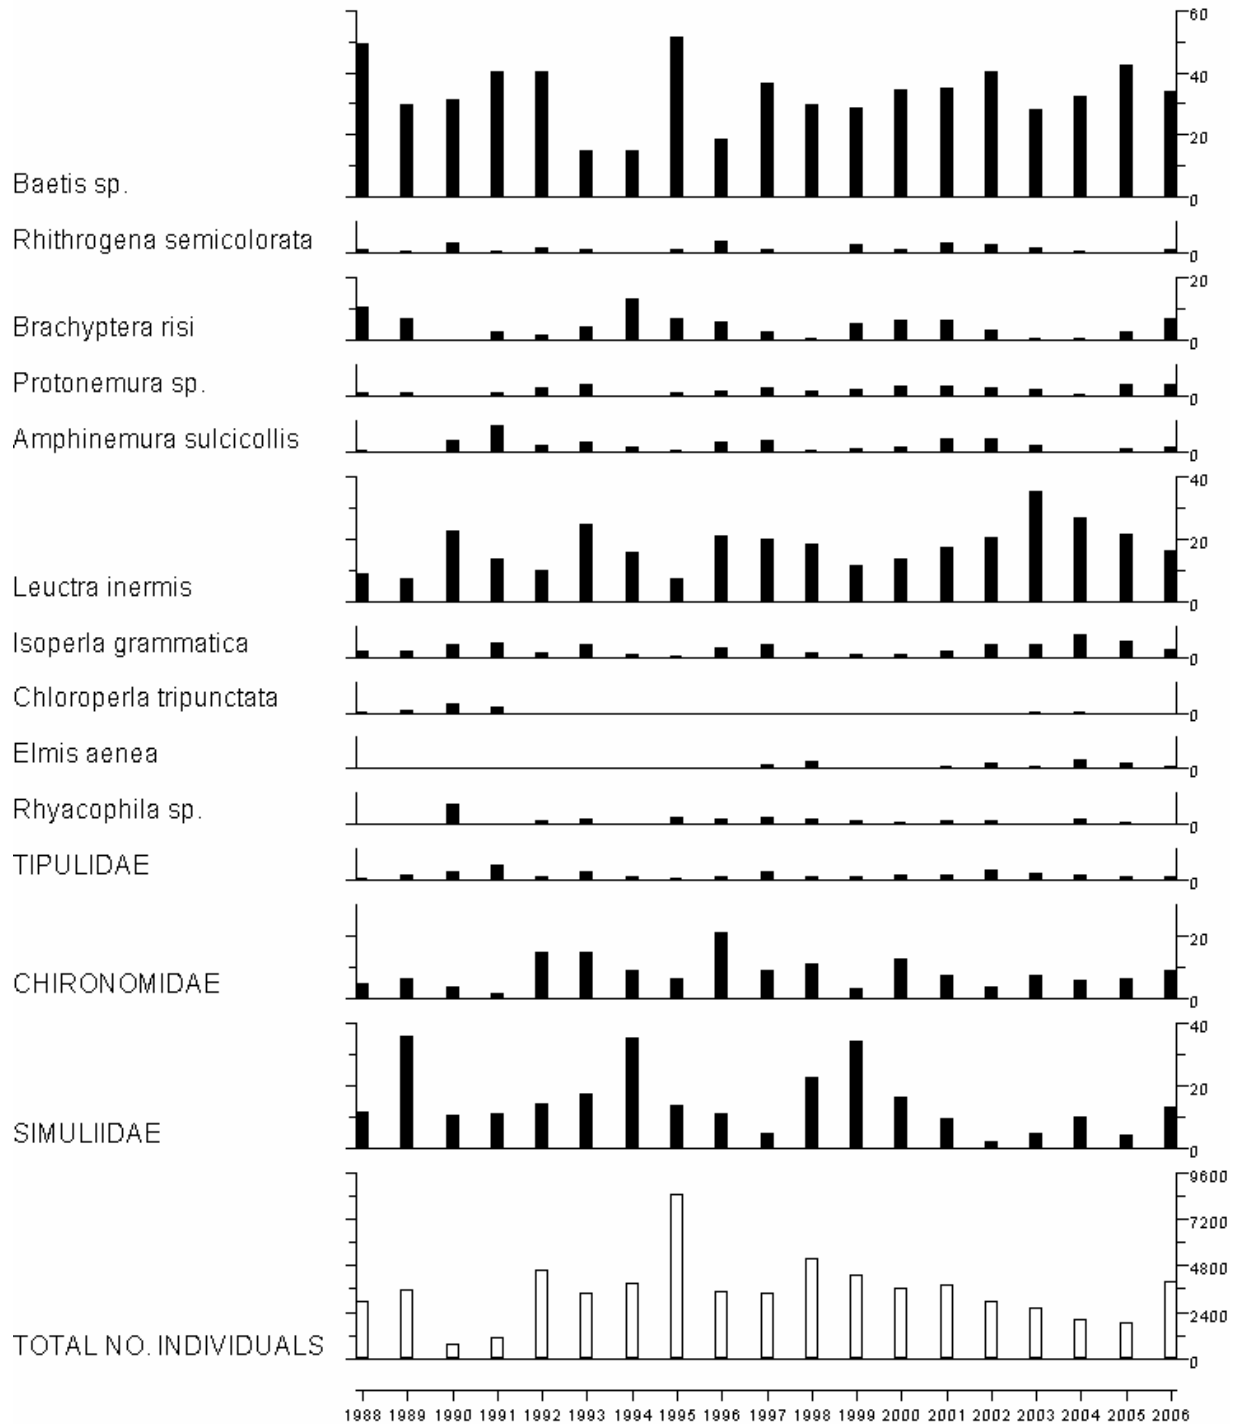 60
40
20
Baetis sp.
0
Rhithrogena semicolorata
0
20
Brachyptera risi
0
Protonemura sp.
0
Amphinemura sulcicollis
0
40
20
Leuctra inermis
0
Isoperla grammatica
0
Chloroperla tripunctata
0
Elmis aenea
0
Rhyacophila sp.
0
TIPULIDAE
0
20
CHIRONOMIDAE
0
40
20
SIMULIIDAE
0
9600
7200
4800
2400
TOTAL NO. INDIVIDUALS
0
1988 1989 1990 1991 1992 1993 1994 1995 1996 1997 1998 1999 2000 2001 2002 2003 2004 2005 2006